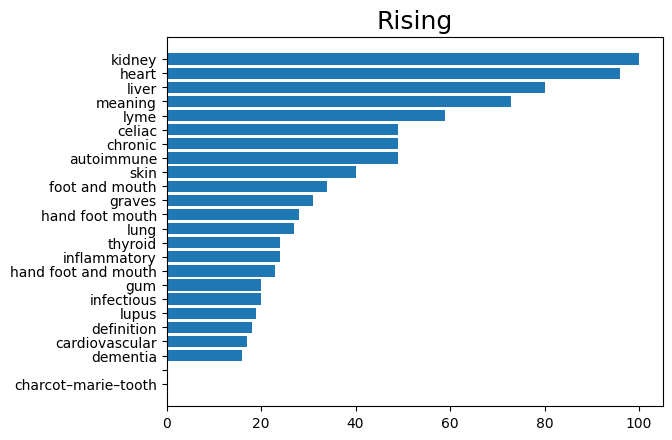 Rising
kidney
heart
liver
meaning
lyme
celiac
chronic
autoimmune
skin
foot and mouth
graves
hand foot mouth
lung
thyroid
inflammatory
hand foot and mouth
gum
infectious
lupus
definition
cardiovascular
dementia
charcot–marie–tooth
0 20 40 60 80 100